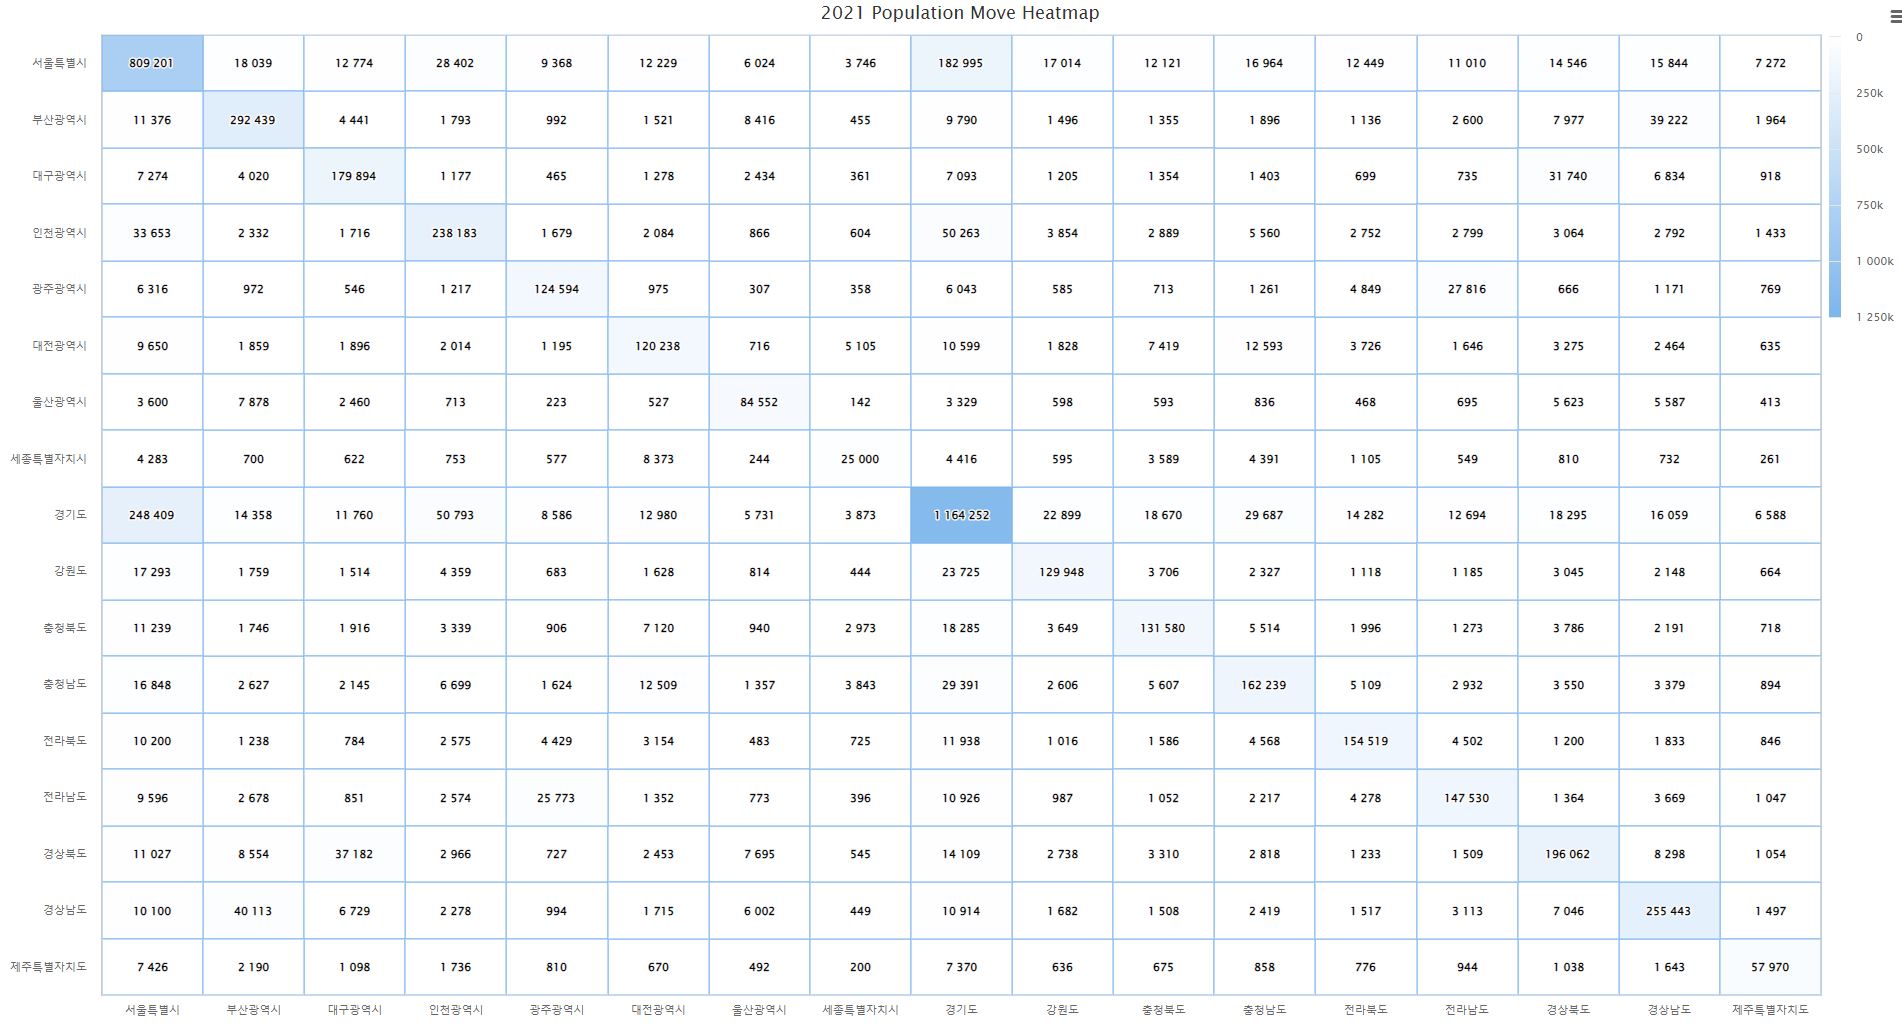 2021 Population Move Heatmap
서울특별시 809 201 18 039 12 774 28 402 9 368 12 229 6 024 3 746 182 995 17 014 12 121 16 964 12 449 11 010 14 546 15 844 7 272
부산광역시 11 376 292 439 4 441 1 793 992 1 521 8 416 455 9 790 1 496 1 355 1 896 1 136 2 600 7 977 39 222 1 964
대구광역시 7 274 4 020 179 894 1 177 465 1 278 2 434 361 7 093 1 205 1 354 1 403 699 735 31 740 6 834 918
인천광역시 33 653 2 332 1 716 238 183 1 679 2 084 866 604 50 263 3 854 2 889 5 560 2 752 2 799 3 064 2 792 1 433
광주광역시 6 316 972 546 1 217 124 594 975 307 358 6 043 585 713 1 261 4 849 27 816 666 1 171 769
대전광역시 9 650 1 859 1 896 2 014 1 195 120 238 716 5 105 10 599 1 828 7 419 12 593 3 726 1 646 3 275 2 464 635
울산광역시 3 600 7 878 2 460 713 223 527 84 552 142 3 329 598 593 836 468 695 5 623 5 587 413
세종특별자치시 4 283 700 622 753 577 8 373 244 25 000 4 416 595 3 589 4 391 1 105 549 810 732 261
경기도 248 409 14 358 11 760 50 793 8 586 12 980 5 731 3 873 1 164 252 22 899 18 670 29 687 14 282 12 694 18 295 16 059 6 588
강원도 17 293 1 759 1 514 4 359 683 1 628 814 444 23 725 129 948 3 706 2 327 1 118 1 185 3 045 2 148 664
충청북도 11 239 1 746 1 916 3 339 906 7 120 940 2 973 18 285 3 649 131 580 5 514 1 996 1 273 3 786 2 191 718
충청남도 16 848 2 627 2 145 6 699 1 624 12 509 1 357 3 843 29 391 2 606 5 607 162 239 5 109 2 932 3 550 3 379 894
전라북도 10 200 1 238 784 2 575 4 429 3 154 483 725 11 938 1 016 1 586 4 568 154 519 4 502 1 200 1 833 846
전라남도 9 596 2 678 851 2 574 25 773 1 352 773 396 10 926 987 1 052 2 217 4 278 147 530 1 364 3 669 1 047
경상북도 11 027 8 554 37 182 2 966 727 2 453 7 695 545 14 109 2 738 3 310 2 818 1 233 1 509 196 062 8 298 1 054
경상남도 10 100 40 113 6 729 2 278 994 1 715 6 002 449 10 914 1 682 1 508 2 419 1 517 3 113 7 046 255 443 1 497
제주특별자치도 7 426 2 190 1 098 1 736 810 670 492 200 7 370 636 675 858 776 944 1 038 1 643 57 970
서울특별시 부산광역시 대구광역시 인천광역시 광주광역시 대전광역시 울산광역시 세종특별자치시 경기도 강원도 충청북도 충청남도 전라북도 전라남도 경상북도 경상남도 제주특별자치도
0
250k
500k
750k
1 000k
1 250k